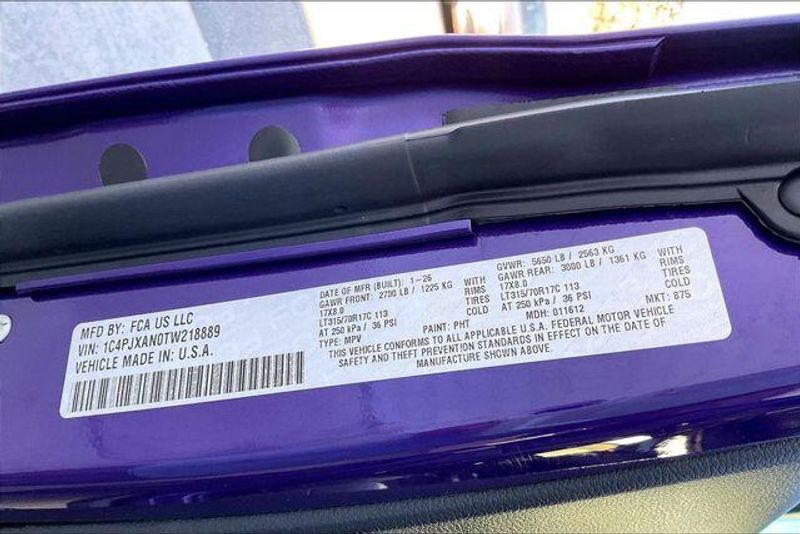 MFD BY: FCA US LLC
VIN: 1C4PJXAN0TW218889
VEHICLE MADE IN U.S.A.
DATE OF MFR (BUILT): 1-26
GAWR FRONT: 2700 LB / 1225 KG WITH
17X8.0 RIMS
LT315/70R17C 113 TIRES
AT 250 kPa / 36 PSI COLD
TYPE: MPV PAINT: PHT
GVWR: 5650 LB / 2563 KG
GAWR REAR: 3000 LB / 1361 KG WITH
17X8.0 RIMS
LT315/70R17C 113 TIRES
AT 250 kPa / 36 PSI COLD
MDH: 011612 MKT: 875
THIS VEHICLE CONFORMS TO ALL APPLICABLE U.S.A. FEDERAL MOTOR VEHICLE
SAFETY AND THEFT PREVENTION STANDARDS IN EFFECT ON THE DATE OF
MANUFACTURE SHOWN ABOVE.